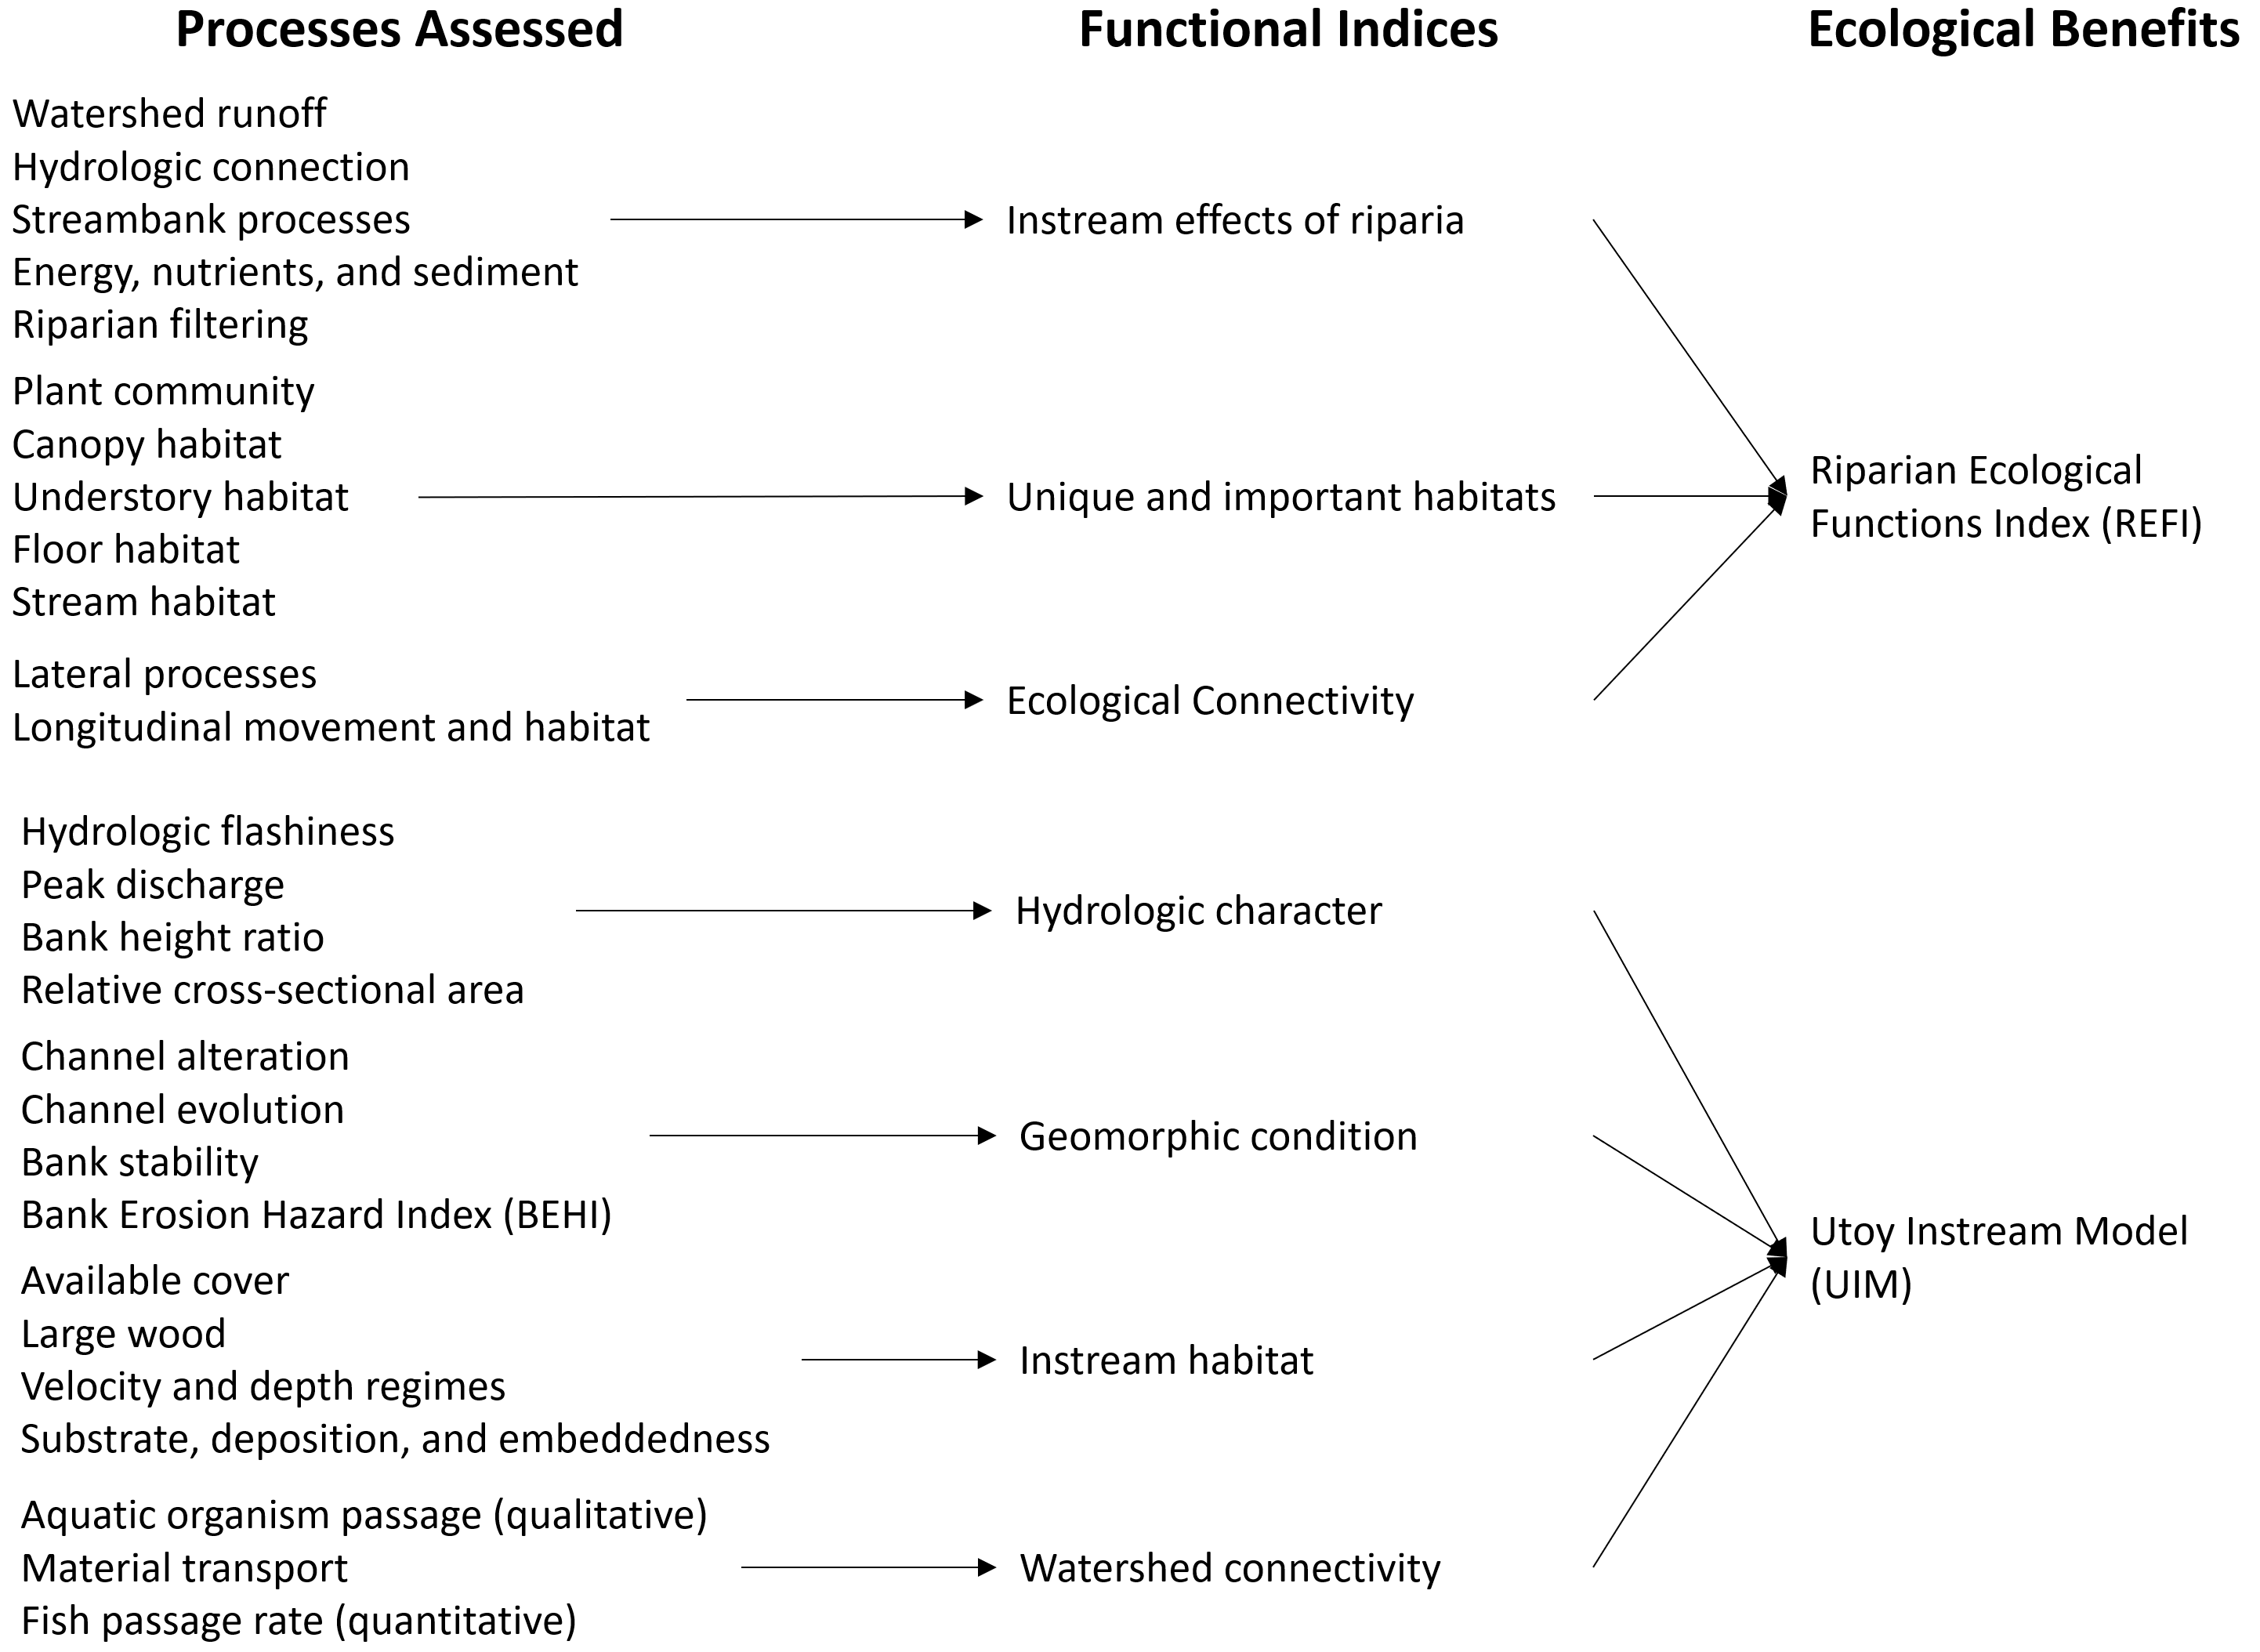 Processes Assessed
Functional Indices
Ecological Benefits
Watershed runoff
Hydrologic connection
Streambank processes
Energy, nutrients, and sediment
Riparian filtering
Instream effects of riparia
Plant community
Canopy habitat
Understory habitat
Floor habitat
Stream habitat
Unique and important habitats
Lateral processes
Longitudinal movement and habitat
Ecological Connectivity
Riparian Ecological
Functions Index (REFI)
Hydrologic flashiness
Peak discharge
Bank height ratio
Relative cross-sectional area
Hydrologic character
Channel alteration
Channel evolution
Bank stability
Bank Erosion Hazard Index (BEHI)
Geomorphic condition
Available cover
Large wood
Velocity and depth regimes
Substrate, deposition, and embeddedness
Instream habitat
Aquatic organism passage (qualitative)
Material transport
Fish passage rate (quantitative)
Watershed connectivity
Utoy Instream Model
(UIM)